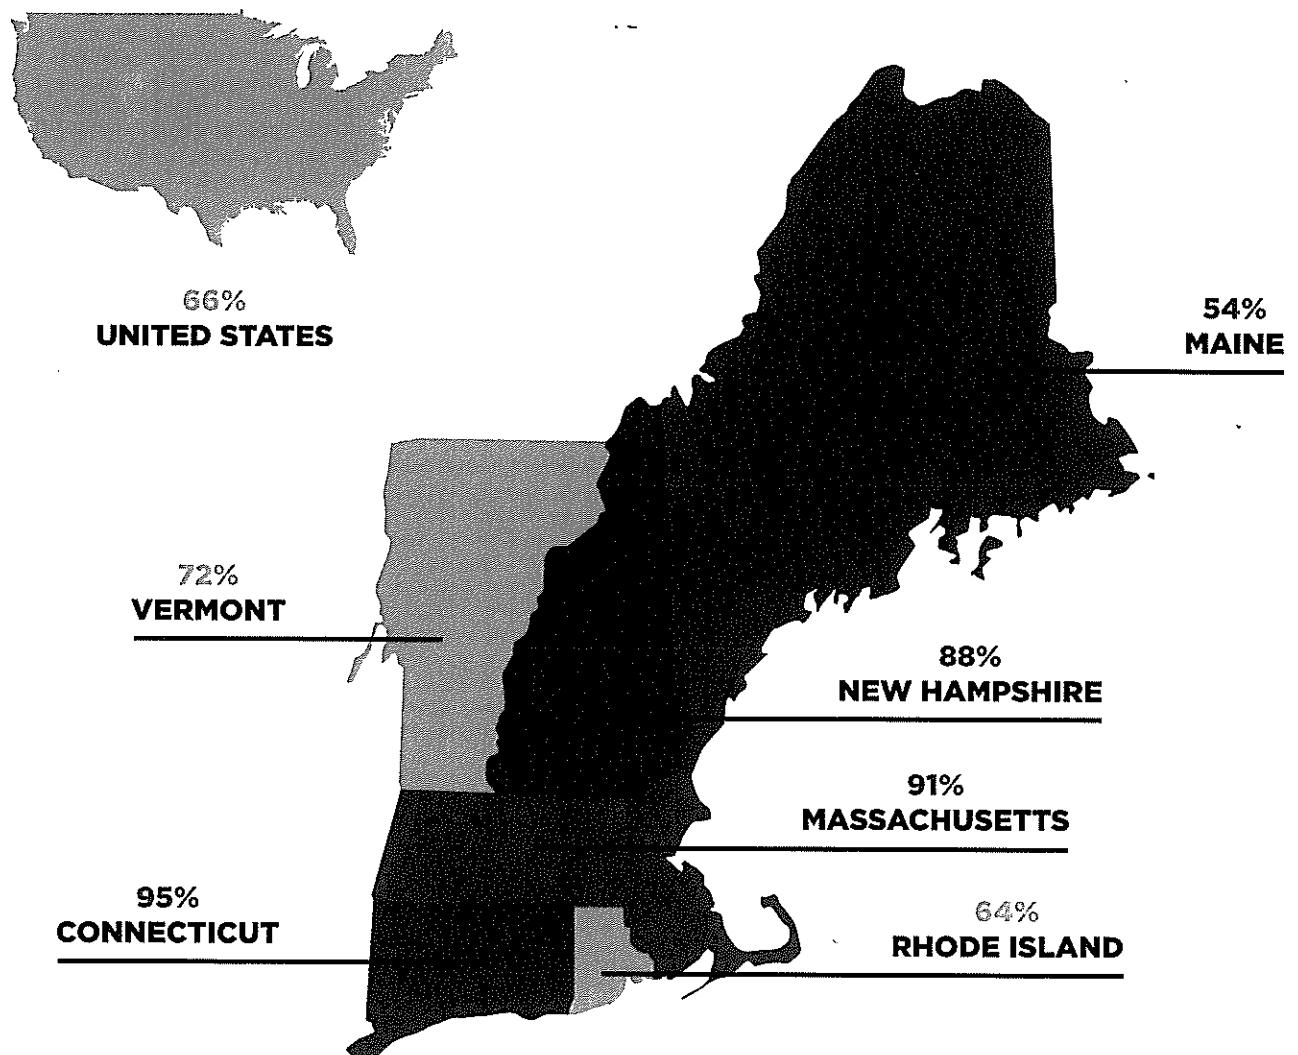 66%
UNITED STATES
54%
MAINE
72%
VERMONT
88%
NEW HAMPSHIRE
91%
MASSACHUSETTS
95%
CONNECTICUT
64%
RHODE ISLAND